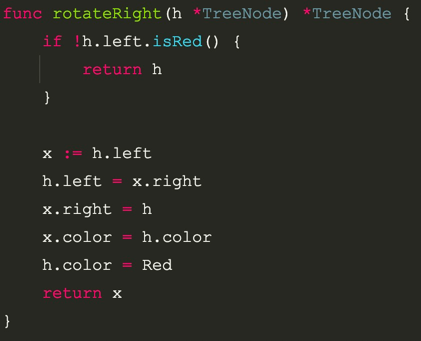 func rotateRight(h *TreeNode) *TreeNode {
    if !h.left.isRed() {
        return h
    }

    x := h.left
    h.left = x.right
    x.right = h
    x.color = h.color
    h.color = Red
    return x
}